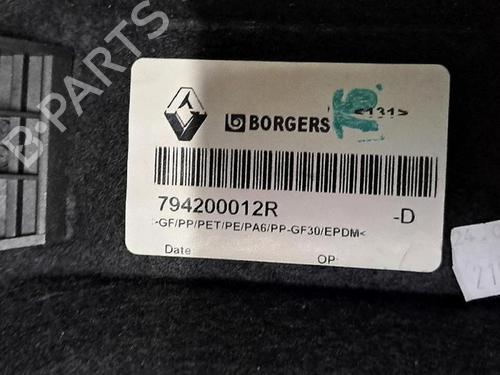 B-PARTS
BORGERS
<131>
794200012R -D
>-GF/PP/PET/PE/PA6/PP-GF30/EPDM<
Date: OP: